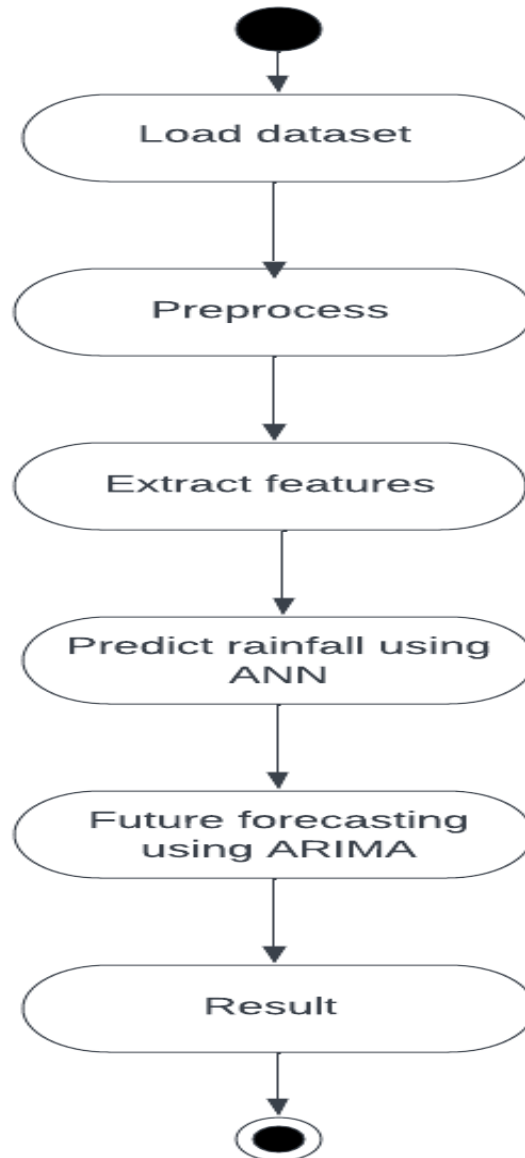 Load dataset
Preprocess
Extract features
Predict rainfall using
ANN
Future forecasting
using ARIMA
Result